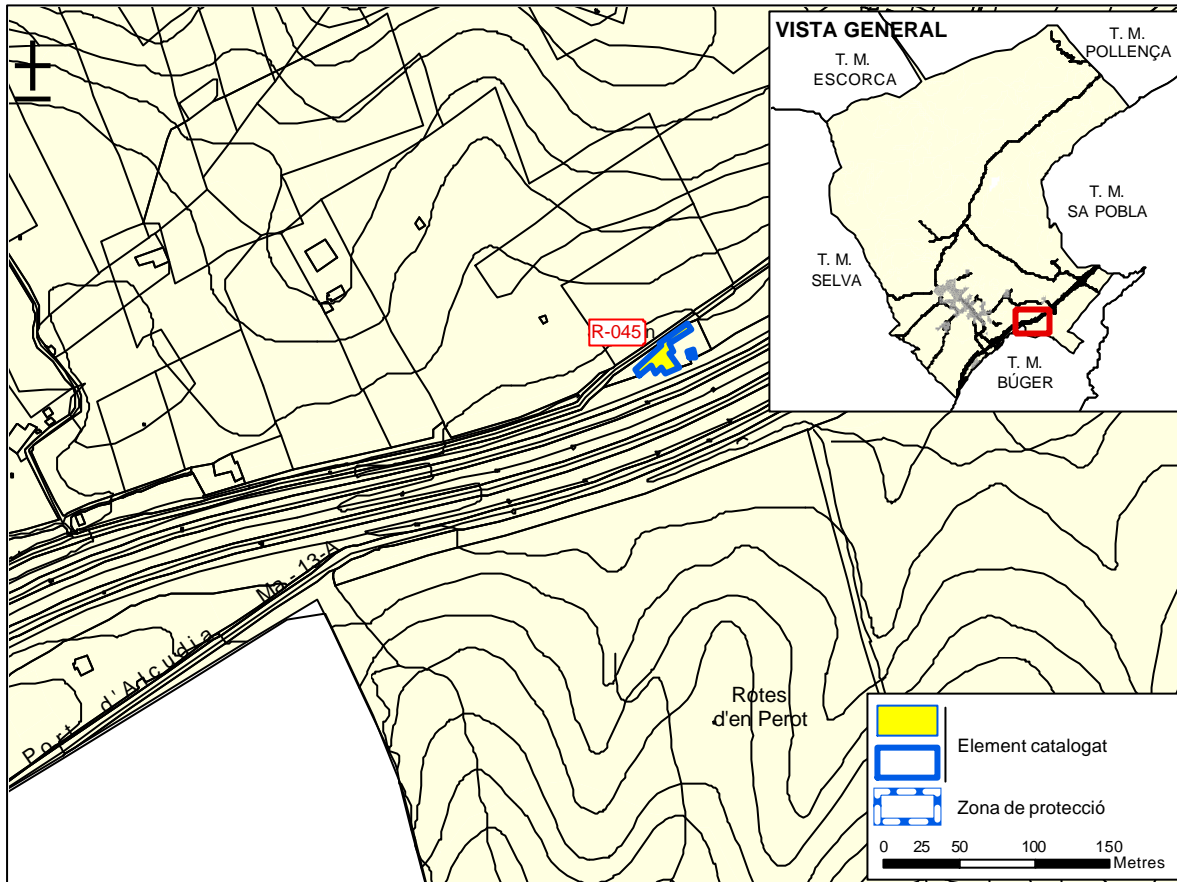 VISTA GENERAL
T. M.
POLLENÇA
T. M.
ESCORCA
T. M.
SA POBLA
T. M.
SELVA
T. M.
BÚGER
R-045
Ma-13-A
Port d'Adcudia
Rotes
d'en Perot
Element catalogat
Zona de protecció
0 25 50 100 150
Metres